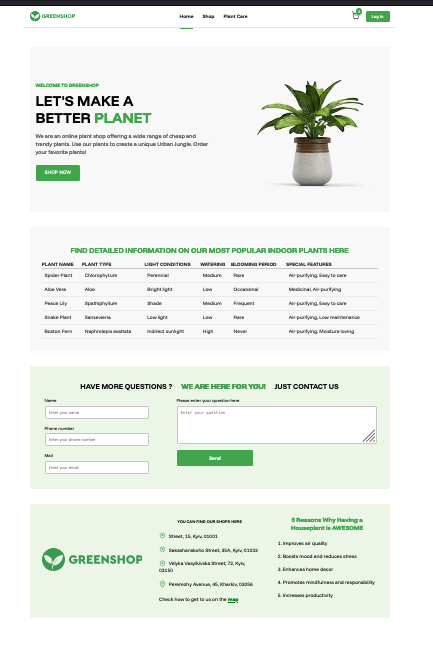 GREENSHOP
Home Shop Plant Care
Log in
WELCOME TO GREENSHOP
LET'S MAKE A
BETTER PLANET
We are an online plant shop offering a wide range of cheap and
trendy plants. Use our plants to create a unique Urban Jungle. Order
your favorite plants!
SHOP NOW
FIND DETAILED INFORMATION ON OUR MOST POPULAR INDOOR PLANTS HERE
PLANT NAME PLANT TYPE LIGHT CONDITIONS WATERING BLOOMING PERIOD SPECIAL FEATURES
Spider Plant Chlorophytum Perennial Medium Rare Air-purifying, Easy to care
Aloe Vera Aloe Bright light Low Occasional Medicinal, Air-purifying
Peace Lily Spathiphyllum Shade Medium Frequent Air-purifying, Easy to care
Snake Plant Sansevieria Low light Low Rare Air-purifying, Low maintenance
Boston Fern Nephrolepis exaltata Indirect sunlight High Never Air-purifying, Moisture loving
HAVE MORE QUESTIONS ? WE ARE HERE FOR YOU! JUST CONTACT US
Name
Enter your name
Phone number
Enter your phone number
Mail
Enter your email
Please enter your question here
Enter your question
Send
GREENSHOP
YOU CAN FIND OUR SHOPS HERE
Street, 15, Kyiv, 01001
Saksahanskoho Street, 35A, Kyiv, 01033
Velyka Vasylkivska Street, 72, Kyiv,
03150
Peremohy Avenue, 45, Kharkiv, 03056
Check how to get to us on the map
5 Reasons Why Having a
Houseplant is AWESOME
1. Improves air quality
2. Boosts mood and reduces stress
3. Enhances home decor
4. Promotes mindfulness and responsibility
5. Increases productivity